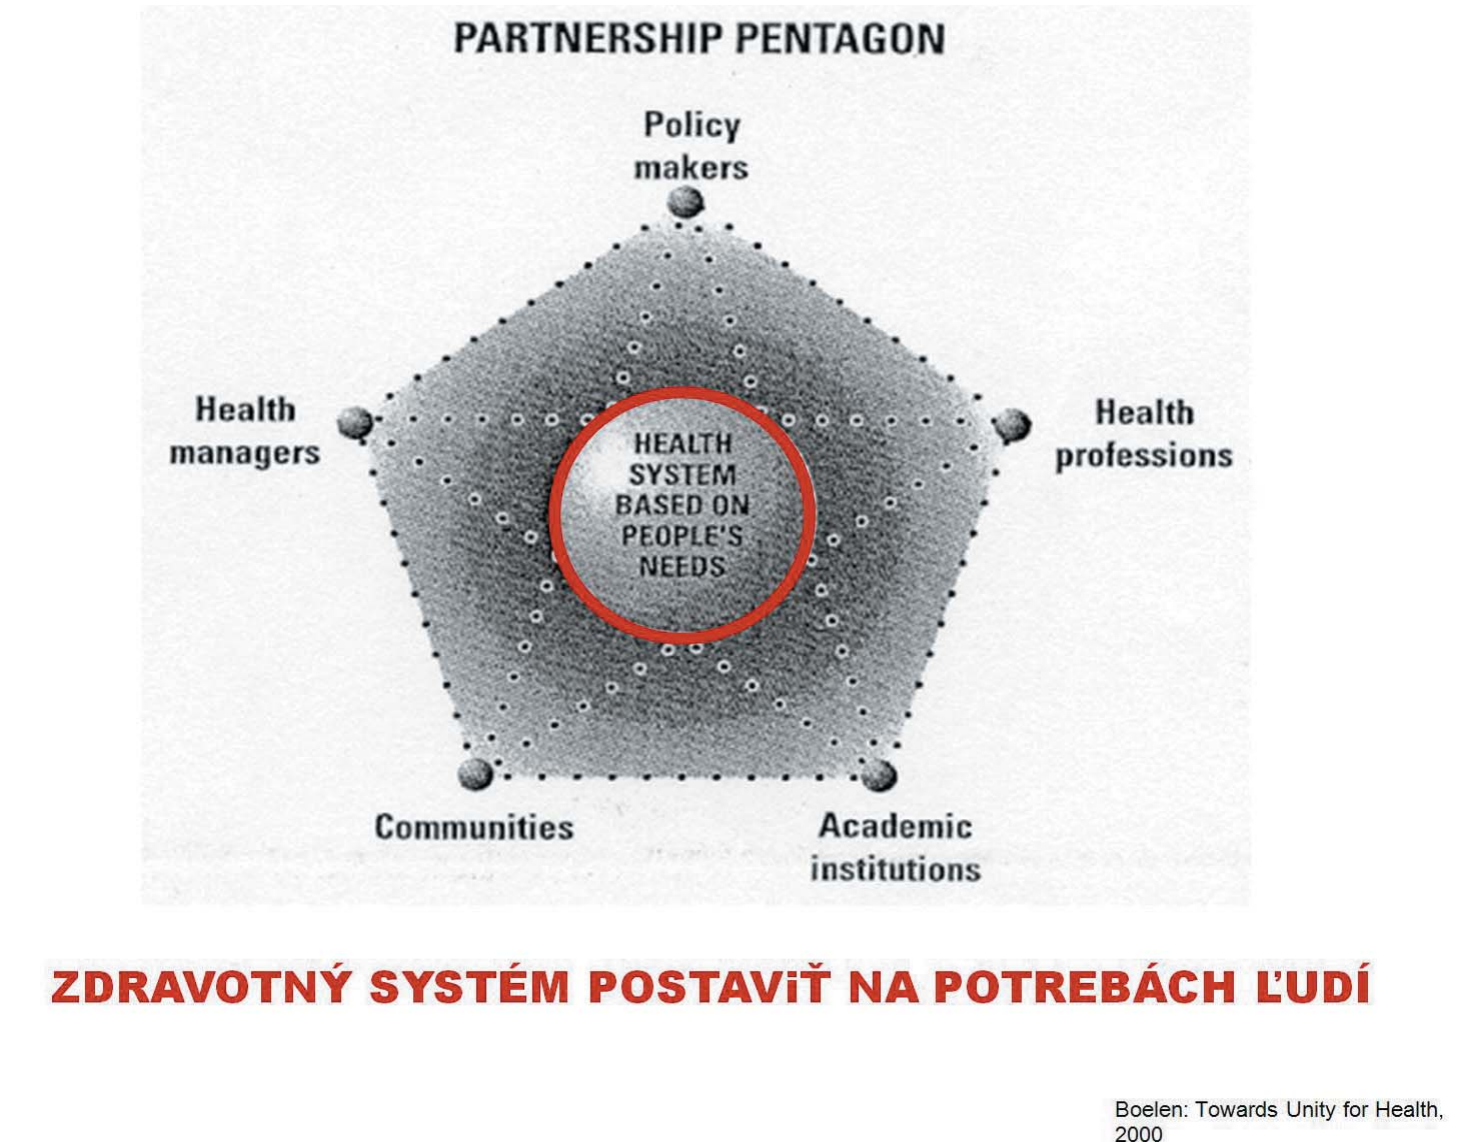 PARTNERSHIP PENTAGON
Policy
makers
Health
managers
Health
professions
HEALTH
SYSTEM
BASED ON
PEOPLE'S
NEEDS
Communities
Academic
institutions
ZDRAVOTNÝ SYSTÉM POSTAViŤ NA POTREBÁCH ĽUDÍ
Boelen: Towards Unity for Health,
2000